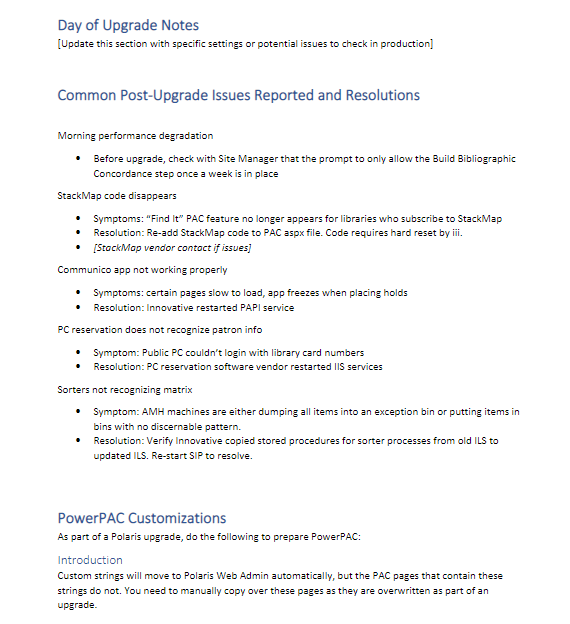 Day of Upgrade Notes
[Update this section with specific settings or potential issues to check in production]
Common Post-Upgrade Issues Reported and Resolutions
Morning performance degradation
• Before upgrade, check with Site Manager that the prompt to only allow the Build Bibliographic
Concordance step once a week is in place
StackMap code disappears
• Symptoms: “Find It” PAC feature no longer appears for libraries who subscribe to StackMap
• Resolution: Re-add StackMap code to PAC aspx file. Code requires hard reset by iii.
• [StackMap vendor contact if issues]
Communico app not working properly
• Symptoms: certain pages slow to load, app freezes when placing holds
• Resolution: Innovative restarted PAPI service
PC reservation does not recognize patron info
• Symptom: Public PC couldn’t login with library card numbers
• Resolution: PC reservation software vendor restarted IIS services
Sorters not recognizing matrix
• Symptom: AMH machines are either dumping all items into an exception bin or putting items in
bins with no discernable pattern.
• Resolution: Verify Innovative copied stored procedures for sorter processes from old ILS to
updated ILS. Re-start SIP to resolve.
PowerPAC Customizations
As part of a Polaris upgrade, do the following to prepare PowerPAC:
Introduction
Custom strings will move to Polaris Web Admin automatically, but the PAC pages that contain these
strings do not. You need to manually copy over these pages as they are overwritten as part of an
upgrade.